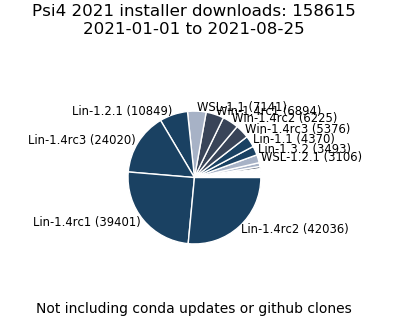 Psi4 2021 installer downloads: 158615
2021-01-01 to 2021-08-25
WSL-1.1 (7141)
Lin-1.2.1 (10849)
Win-1.4rc1 (6894)
Win-1.4rc2 (6225)
Win-1.4rc3 (5376)
Lin-1.4rc3 (24020)
Lin-1.1 (4370)
Lin-1.3.2 (3493)
WSL-1.2.1 (3106)
Lin-1.4rc1 (39401)
Lin-1.4rc2 (42036)
Not including conda updates or github clones